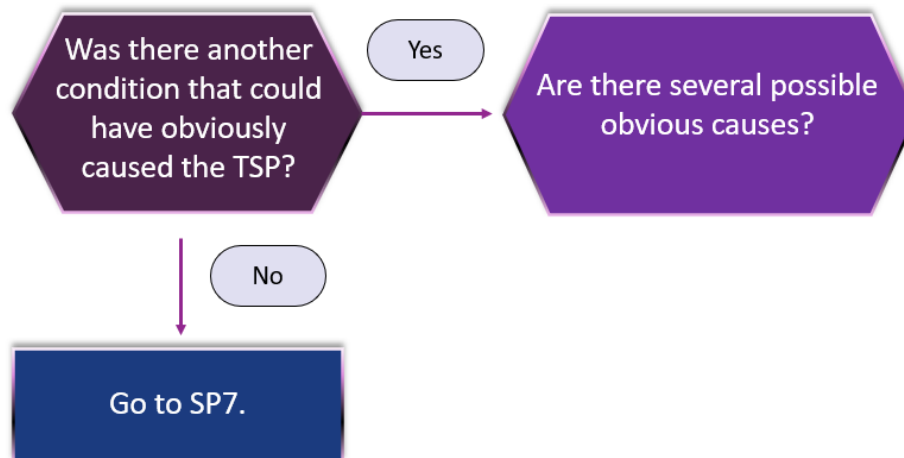 Was there another
condition that could
have obviously
caused the TSP?
Yes
Are there several possible
obvious causes?
No
Go to SP7.